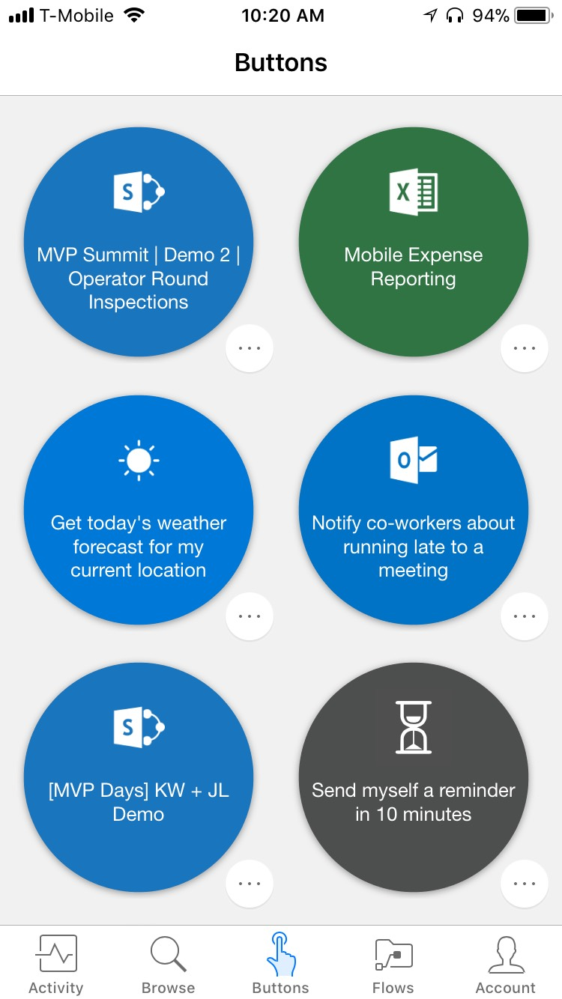 T-Mobile 10:20 AM 94%
Buttons
S
MVP Summit | Demo 2 |
Operator Round
Inspections
...
X
Mobile Expense
Reporting
...
Get today's weather
forecast for my
current location
...
O
Notify co-workers about
running late to a
meeting
...
S
[MVP Days] KW + JL
Demo
...
Send myself a reminder
in 10 minutes
...
Activity Browse Buttons Flows Account